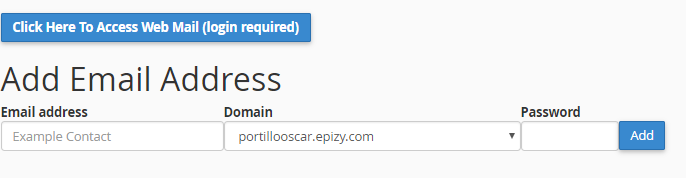 Click Here To Access Web Mail (login required)
Add Email Address
Email address Domain Password
Example Contact portillooscar.epizy.com Add